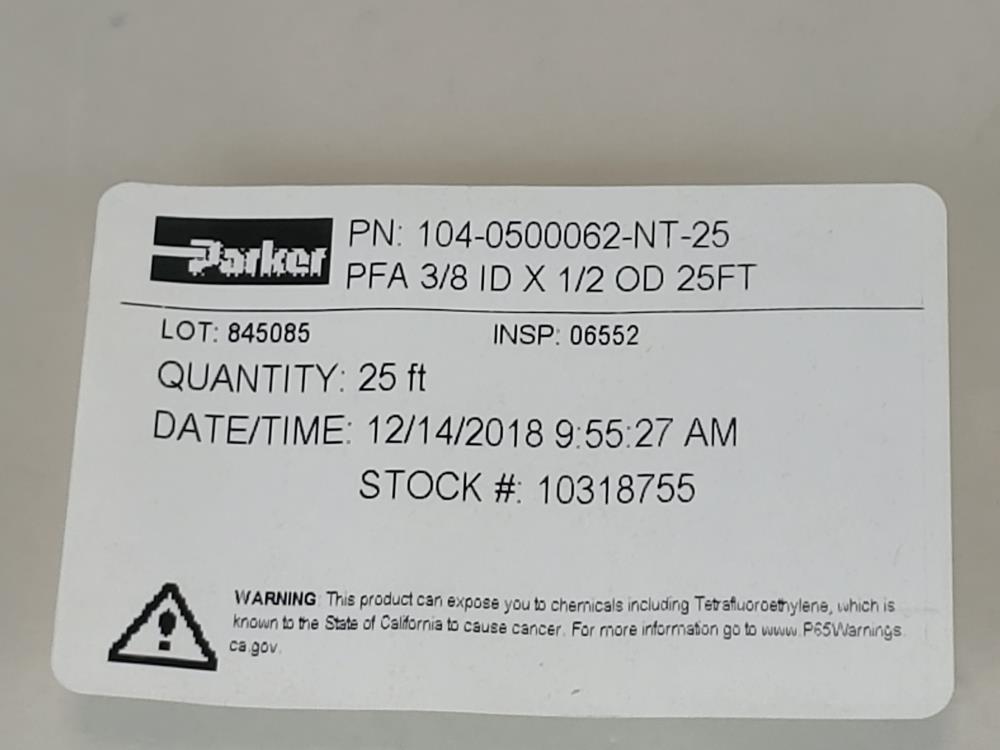 Parker
PN: 104-0500062-NT-25
PFA 3/8 ID X 1/2 OD 25FT
LOT: 845085 INSP: 06552
QUANTITY: 25 ft
DATE/TIME: 12/14/2018 9:55:27 AM
STOCK #: 10318755
WARNING This product can expose you to chemicals including Tetrafluoroethylene, which is
known to the State of California to cause cancer. For more information go to www.P65Warnings.
ca.gov.